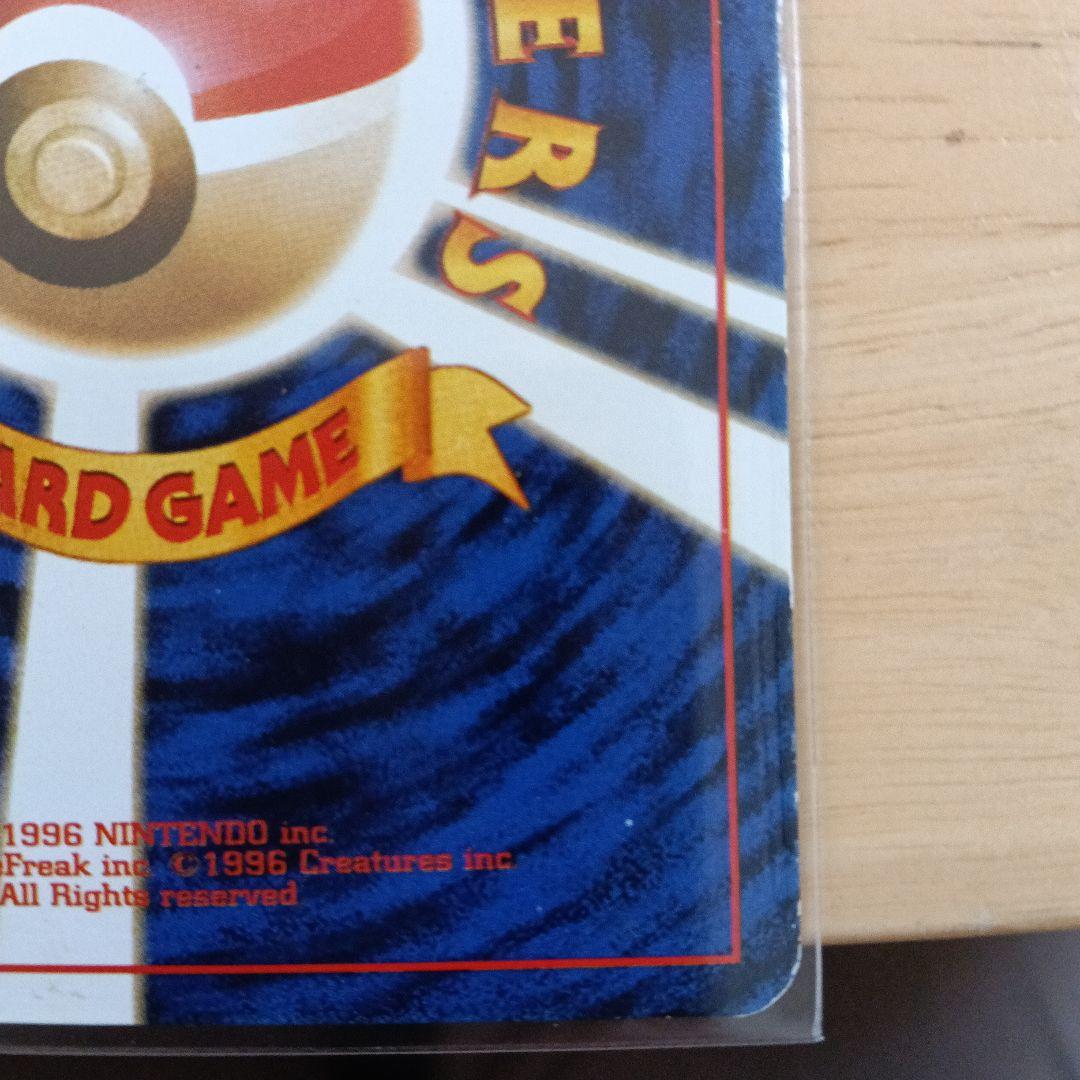 ERS
ARD GAME
1996 NINTENDO inc.
Freak inc. ©1996 Creatures inc.
All Rights reserved